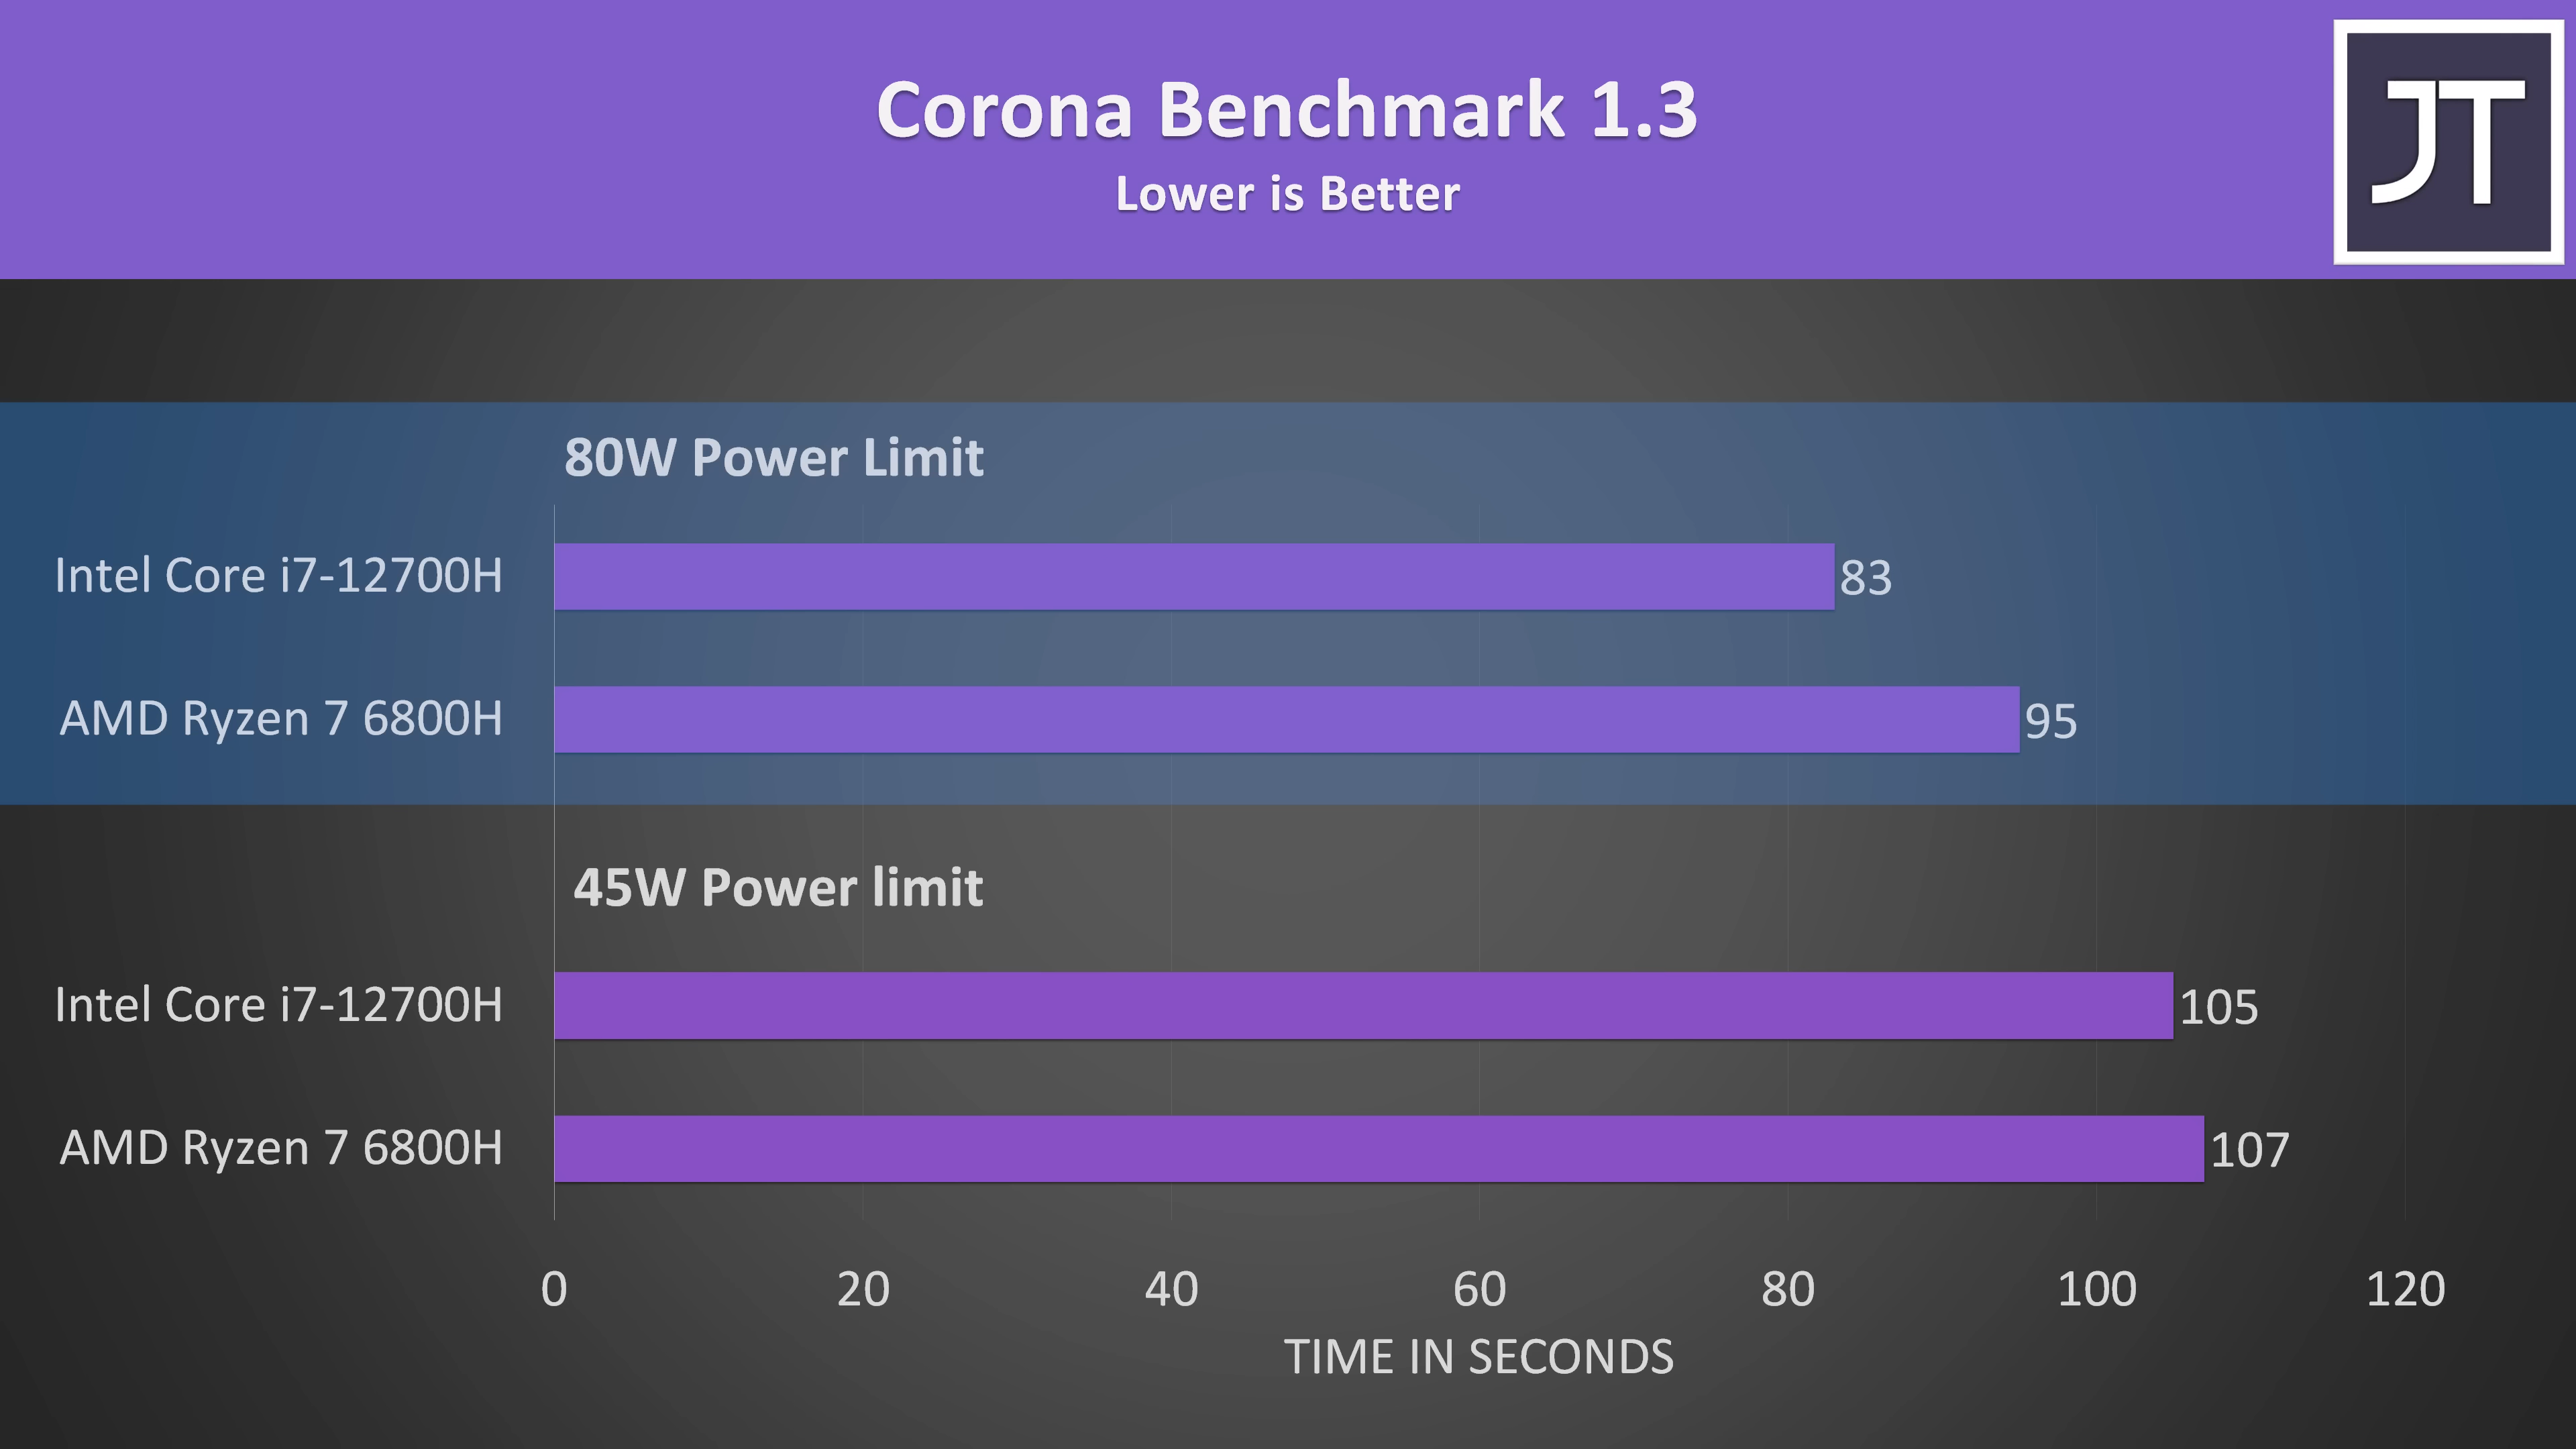 Corona Benchmark 1.3
Lower is Better
JT
80W Power Limit
Intel Core i7-12700H 83
AMD Ryzen 7 6800H 95
45W Power limit
Intel Core i7-12700H 105
AMD Ryzen 7 6800H 107
0 20 40 60 80 100 120
TIME IN SECONDS